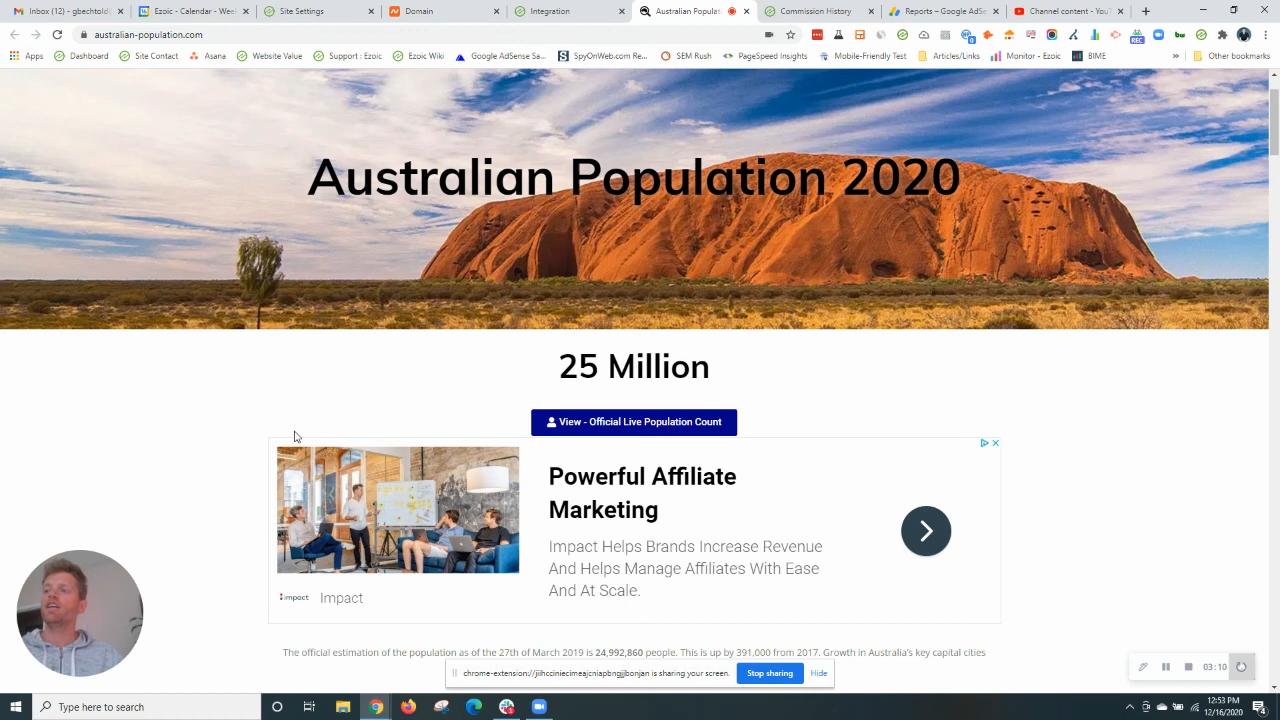 Inbox (12) - gbechtold
Ezoic - Calendar - Wee
Site Settings
Domain
Integration
Australian Popula
Commission History
Reports – Google AdS
Channel content - YouT
australian-population.com
Apps
Dashboard
Site Contact
Asana
Website Value
Support : Ezoic
Ezoic Wiki
Google AdSense Sa...
SpyOnWeb.com Re...
SEM Rush
PageSpeed Insights
Mobile-Friendly Test
Articles/Links
Monitor - Ezoic
BIME
»
Other bookmarks
Australian Population 2020
25 Million
View - Official Live Population Count
Powerful Affiliate
Marketing
Impact Helps Brands Increase Revenue
And Helps Manage Affiliates With Ease
And At Scale.
impact
Impact
The official estimation of the population as of the 27th of March 2019 is 24,992,860 people. This is up by 391,000 from 2017. Growth in Australia's key capital cities
chrome-extension://jiihcciniecimeajcniapbngjjbonjan is sharing your screen.
Stop sharing
Hide
03:10
Type here to search
12:53 PM
12/16/2020